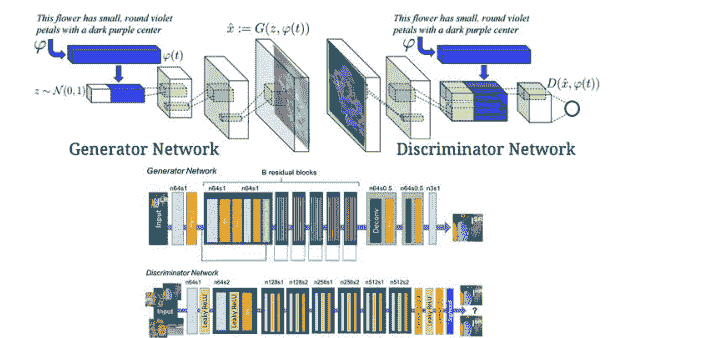 This flower has small, round violet
petals with a dark purple center
φ
φ(t)
z ~ N(0,1)
x̂ := G(z, φ(t))
Generator Network
This flower has small, round violet
petals with a dark purple center
φ
D(x̂, φ(t))
Discriminator Network
Generator Network
B residual blocks
n64s1
n64s1 n64s1
n64s0.5 n64s0.5 n3s1
Input
Deconv
Discriminator Network
n64s1 n64s2 n128s1 n128s2 n256s1 n256s2 n512s1 n512s2
Input
Leaky ReLU
Leaky ReLU
?